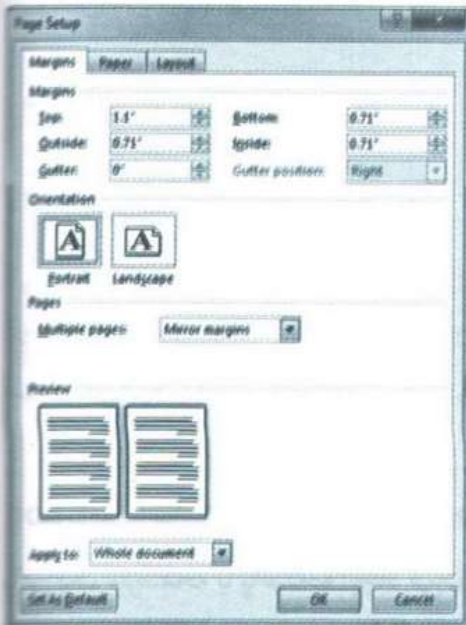 Page Setup
Margins Paper Layout
Margins
Top: 1.1" Bottom: 0.71"
Outside: 0.71" Inside: 0.71"
Gutter: 0" Gutter position: Right
Orientation
Portrait Landscape
Pages
Multiple pages: Mirror margins
Preview
Apply to: Whole document
Set As Default OK Cancel